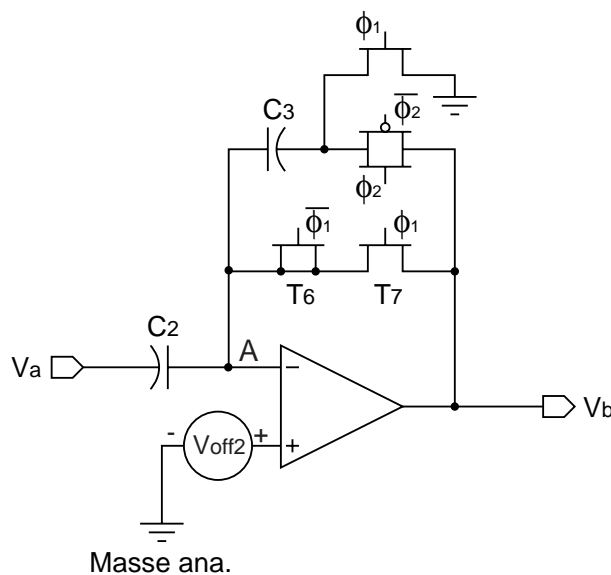 ϕ1
C3
ϕ̅2̅
ϕ2
ϕ̅1̅
ϕ1
T6
T7
C2
Va
A
−
- Voff2 +
+
Vb
Masse ana.